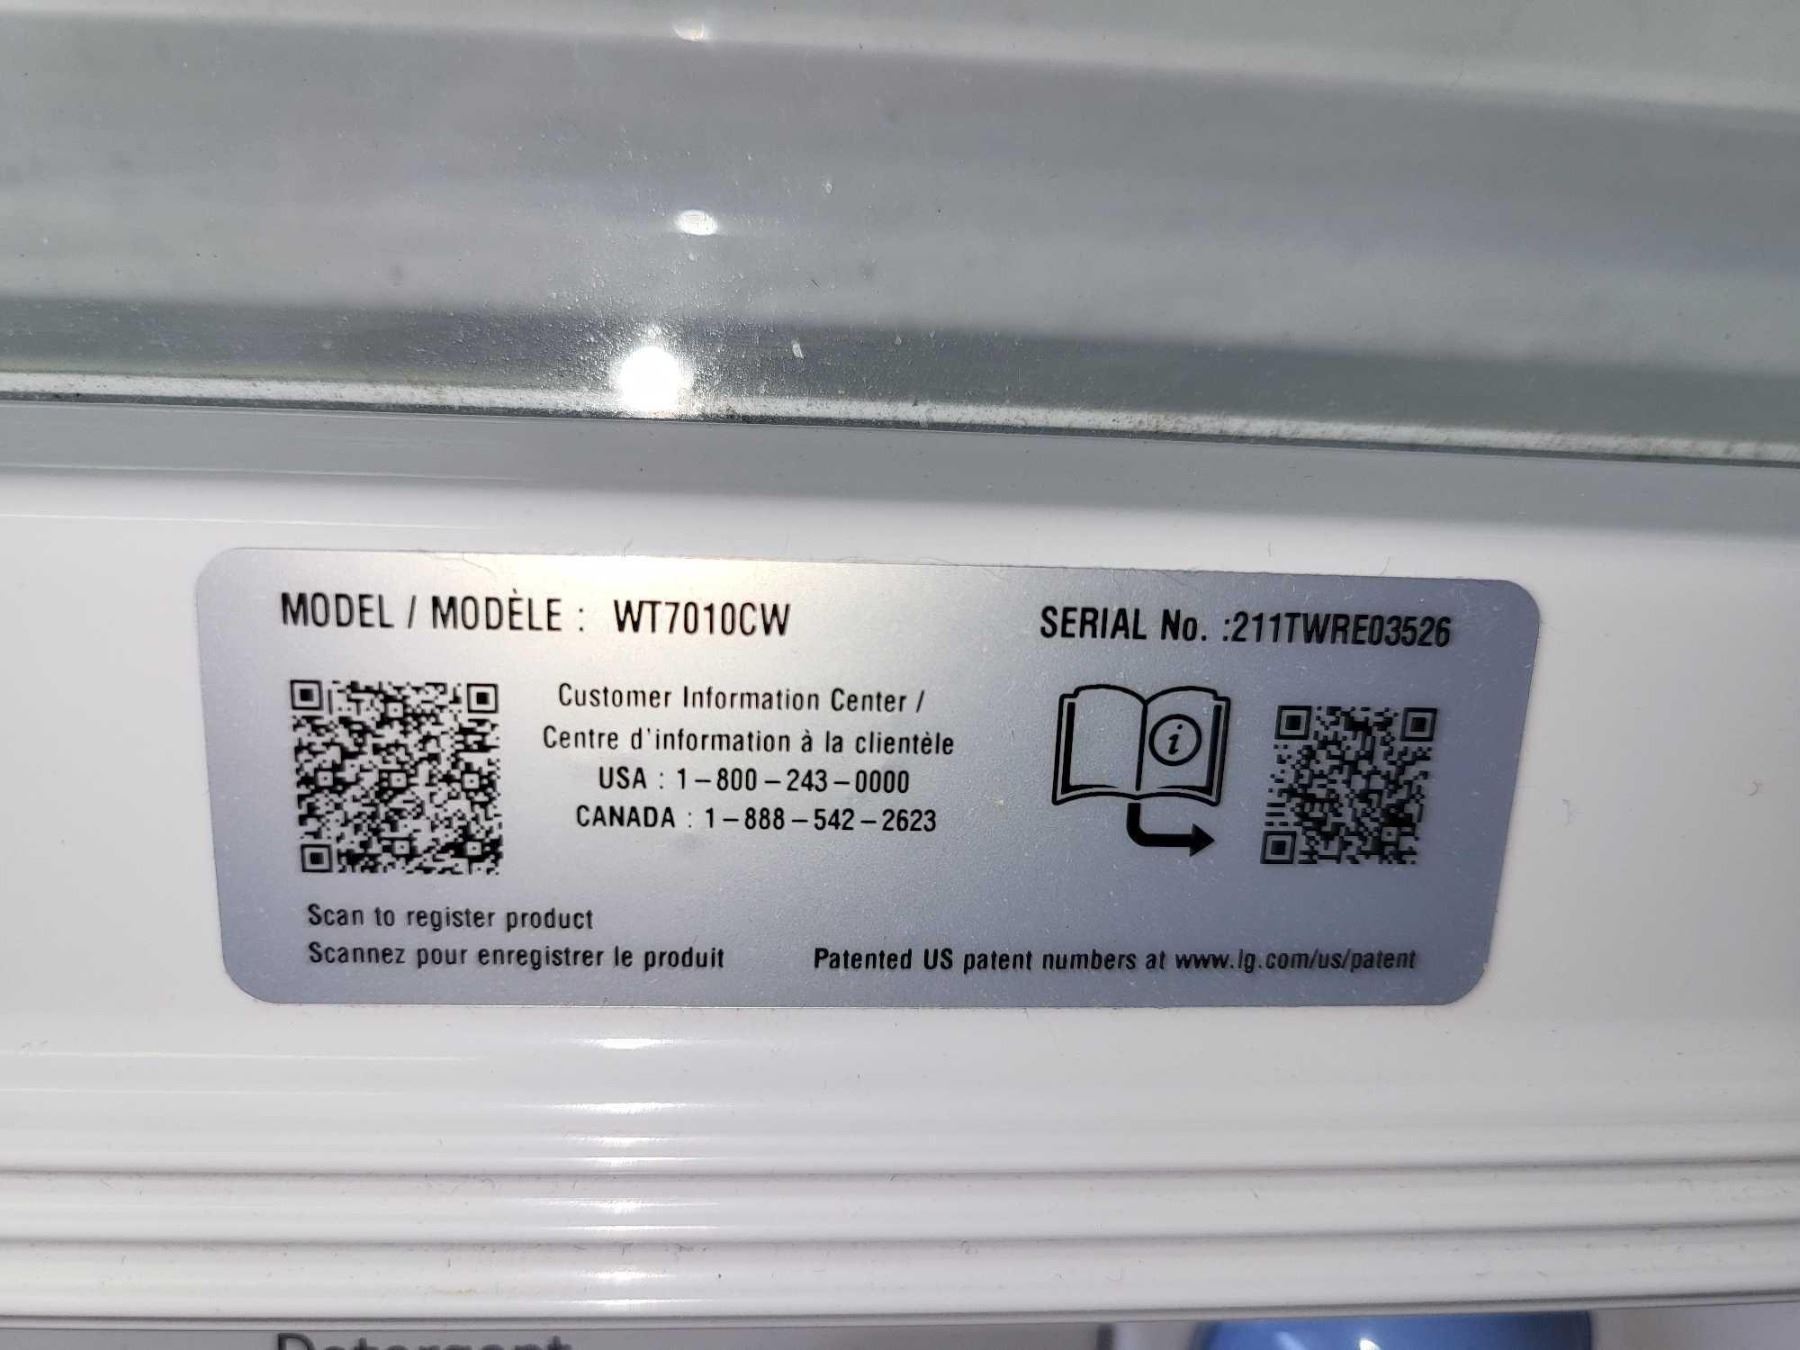 MODEL / MODÈLE : WT7010CW
SERIAL No. :211TWRE03526
Customer Information Center /
Centre d'information à la clientèle
USA : 1-800-243-0000
CANADA : 1-888-542-2623
i
Scan to register product
Scannez pour enregistrer le produit
Patented US patent numbers at www.lg.com/us/patent
Detergent